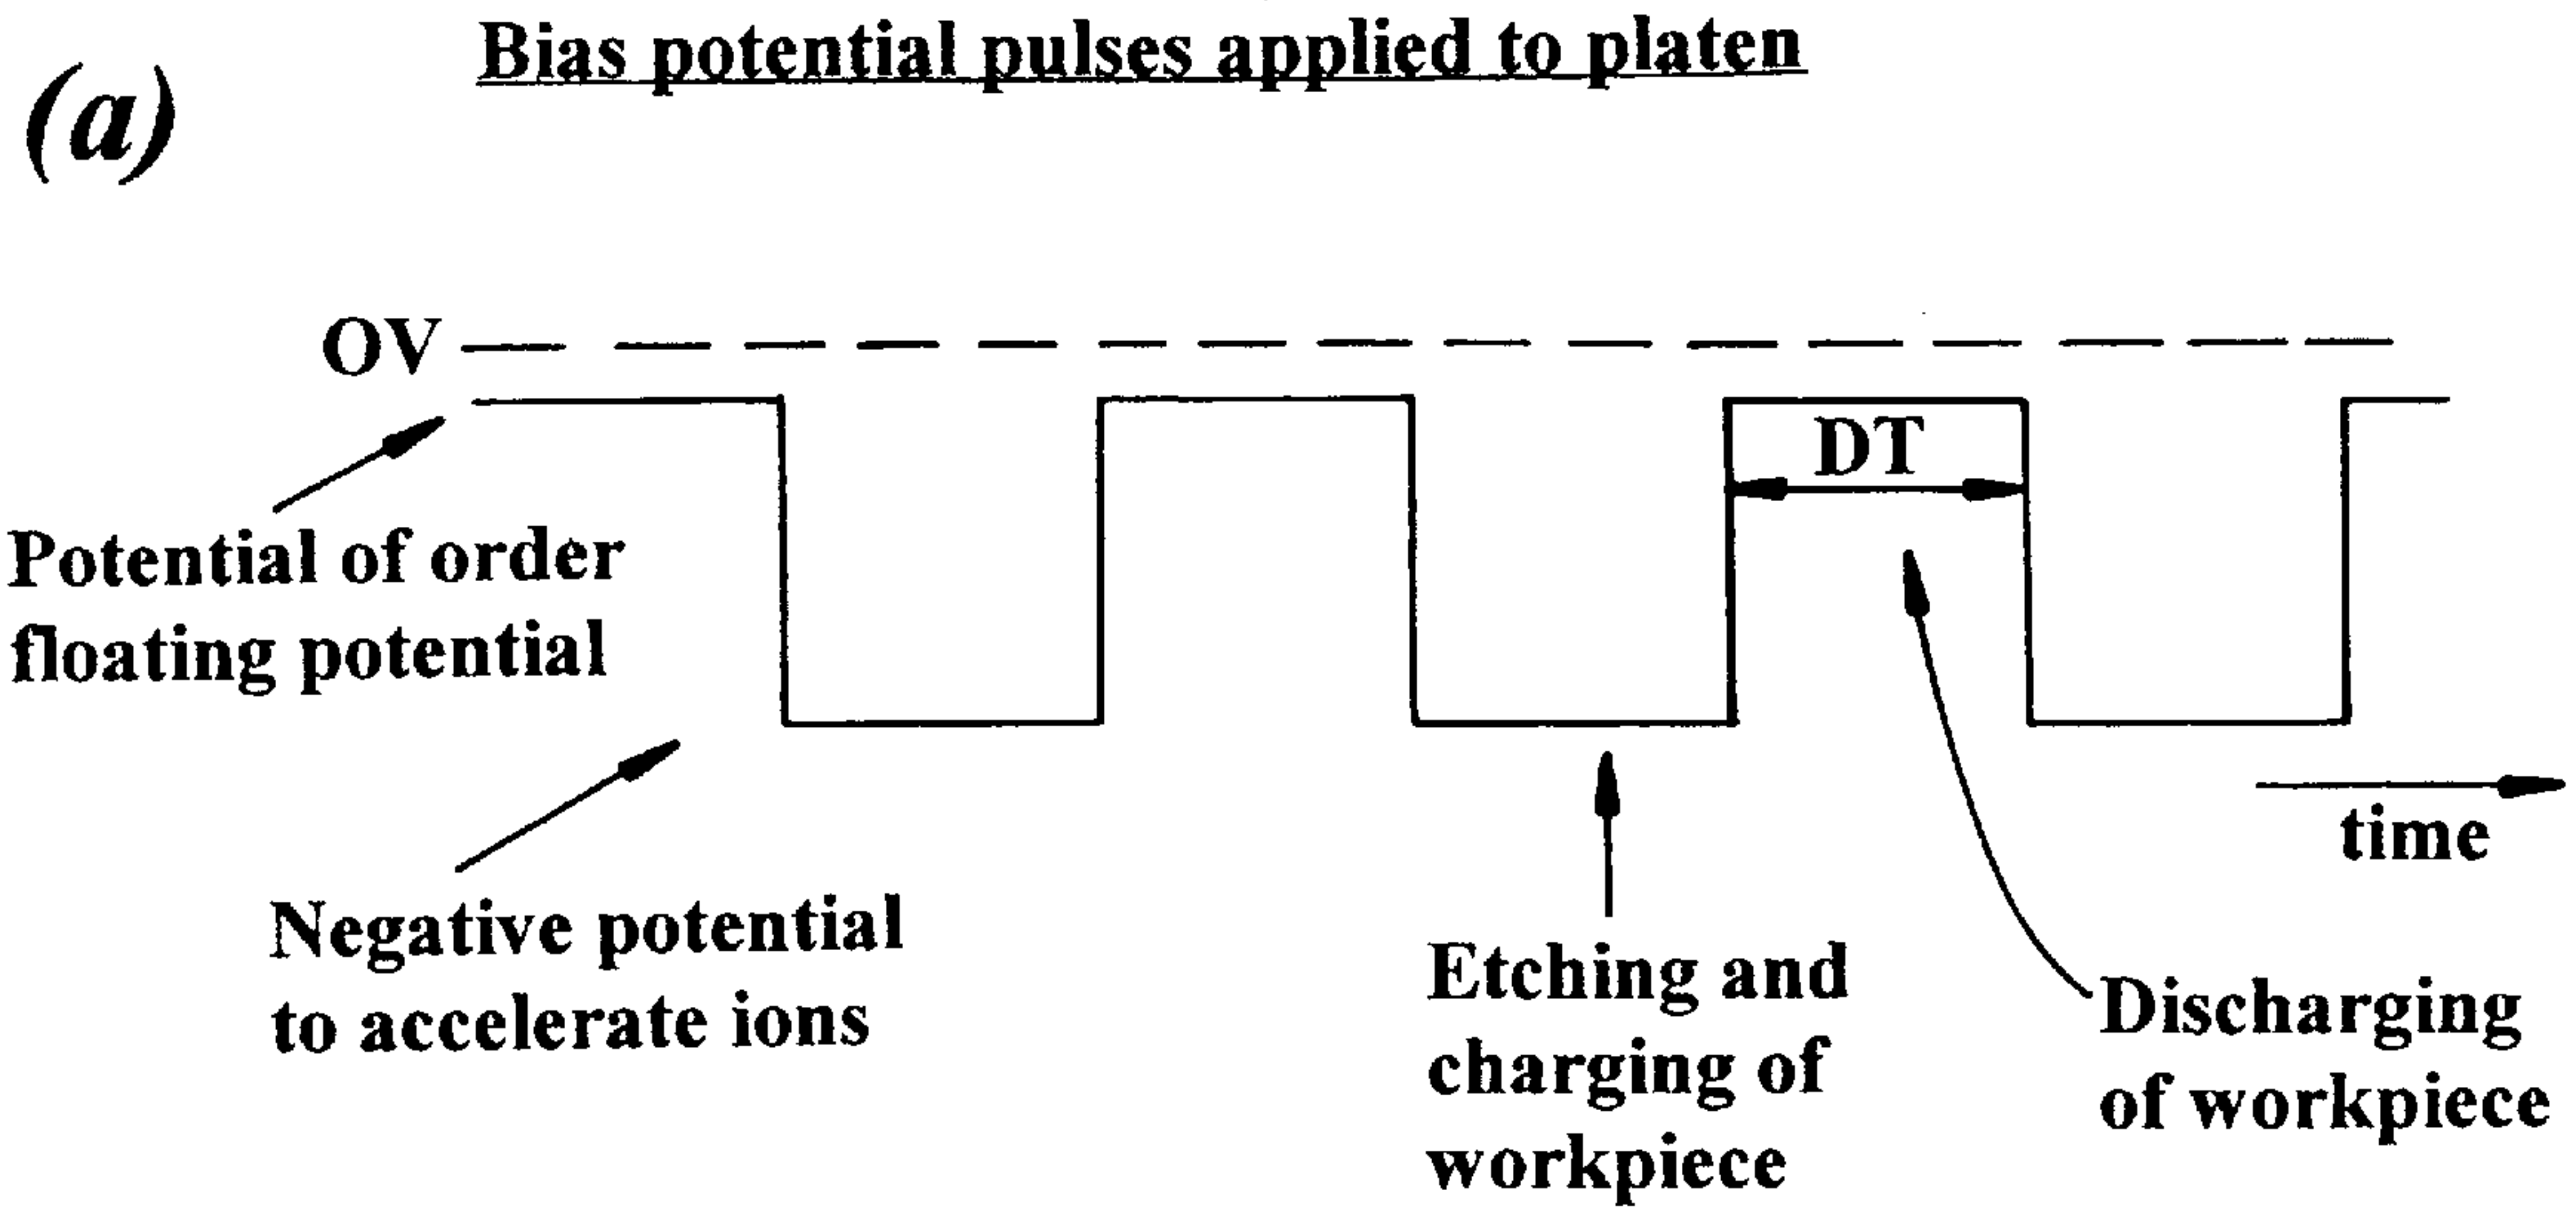 Bias potential pulses applied to platen
(a)
OV
DT
Potential of order
floating potential
time
Negative potential
to accelerate ions
Etching and
charging of
workpiece
Discharging
of workpiece